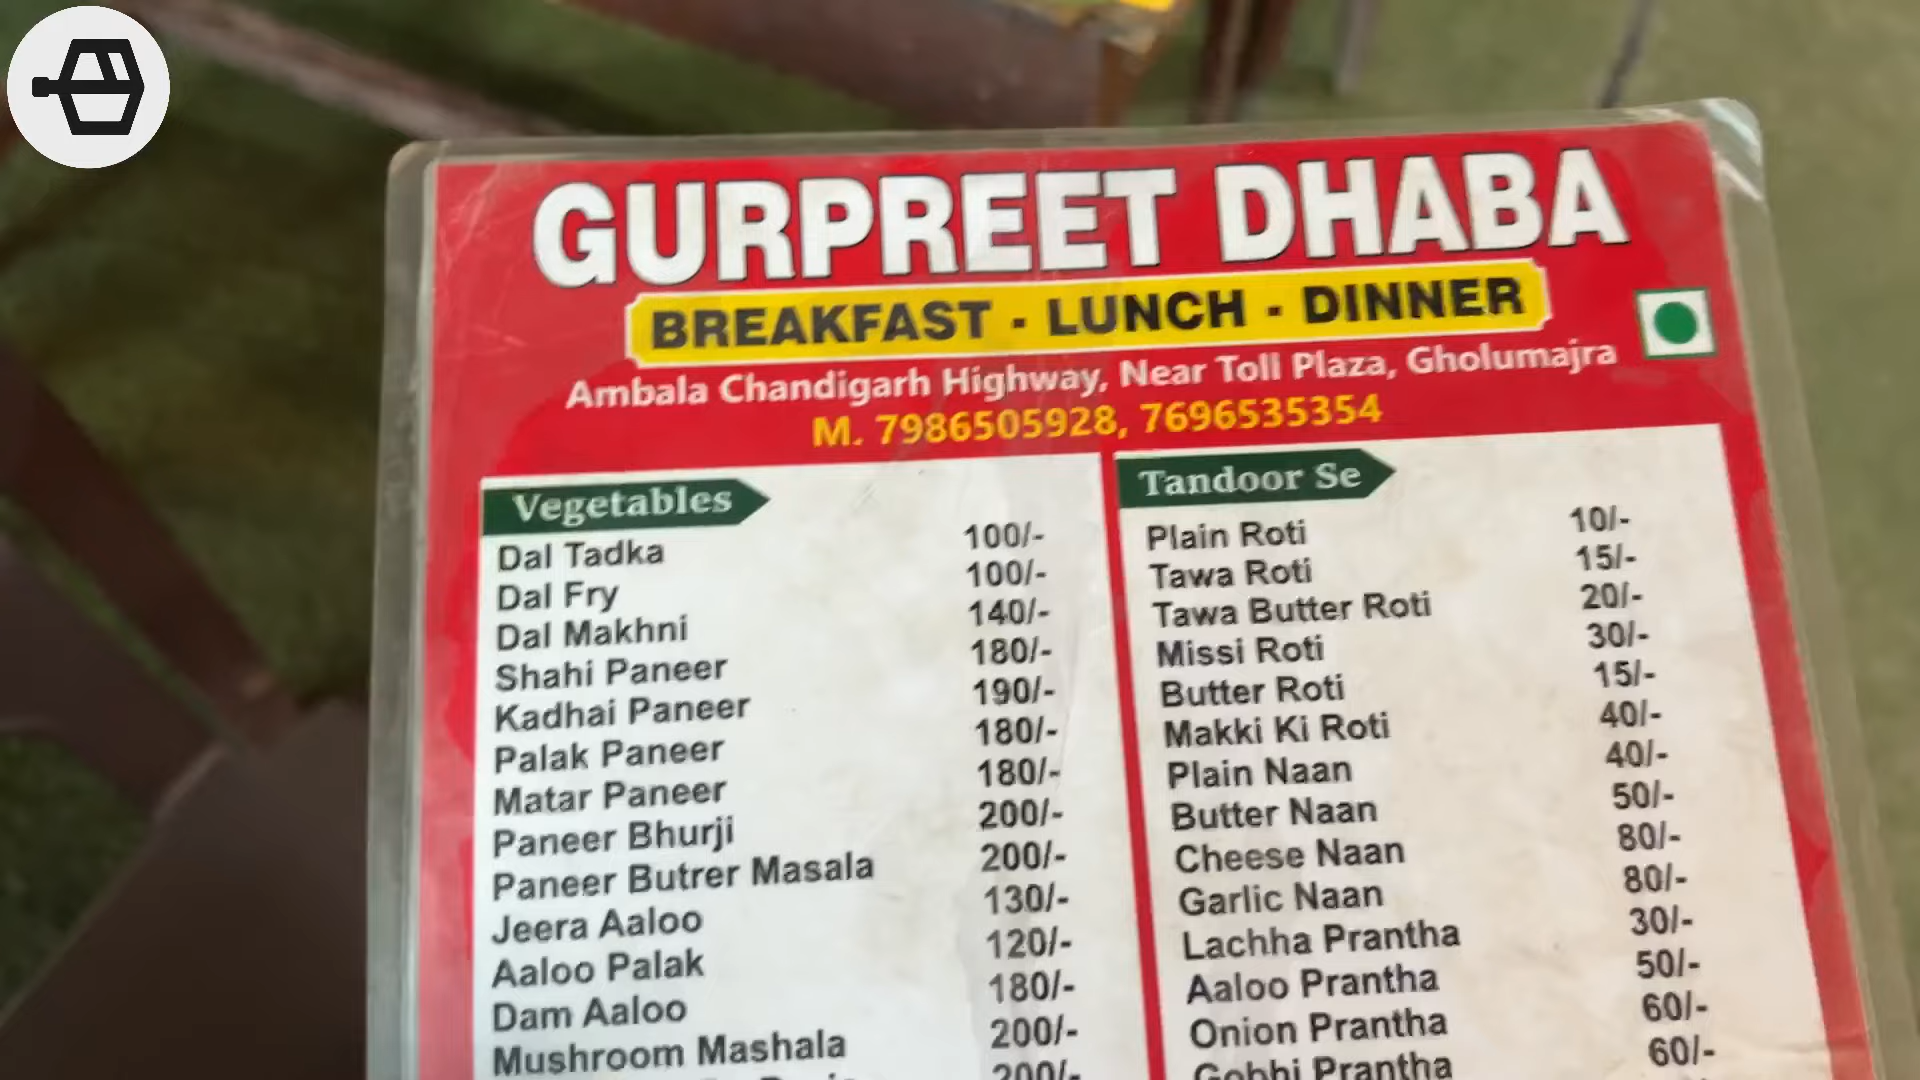 GURPREET DHABA
BREAKFAST - LUNCH - DINNER
Ambala Chandigarh Highway, Near Toll Plaza, Gholumajra
M. 7986505928, 7696535354
Vegetables
Dal Tadka 100/-
Dal Fry 100/-
Dal Makhni 140/-
Shahi Paneer 180/-
Kadhai Paneer 190/-
Palak Paneer 180/-
Matar Paneer 180/-
Paneer Bhurji 200/-
Paneer Butrer Masala 200/-
Jeera Aaloo 130/-
Aaloo Palak 120/-
Dam Aaloo 180/-
Mushroom Mashala 200/-
200/-
Tandoor Se
Plain Roti 10/-
Tawa Roti 15/-
Tawa Butter Roti 20/-
Missi Roti 30/-
Butter Roti 15/-
Makki Ki Roti 40/-
Plain Naan 40/-
Butter Naan 50/-
Cheese Naan 80/-
Garlic Naan 80/-
Lachha Prantha 30/-
Aaloo Prantha 50/-
Onion Prantha 60/-
Gobhi Prantha 60/-